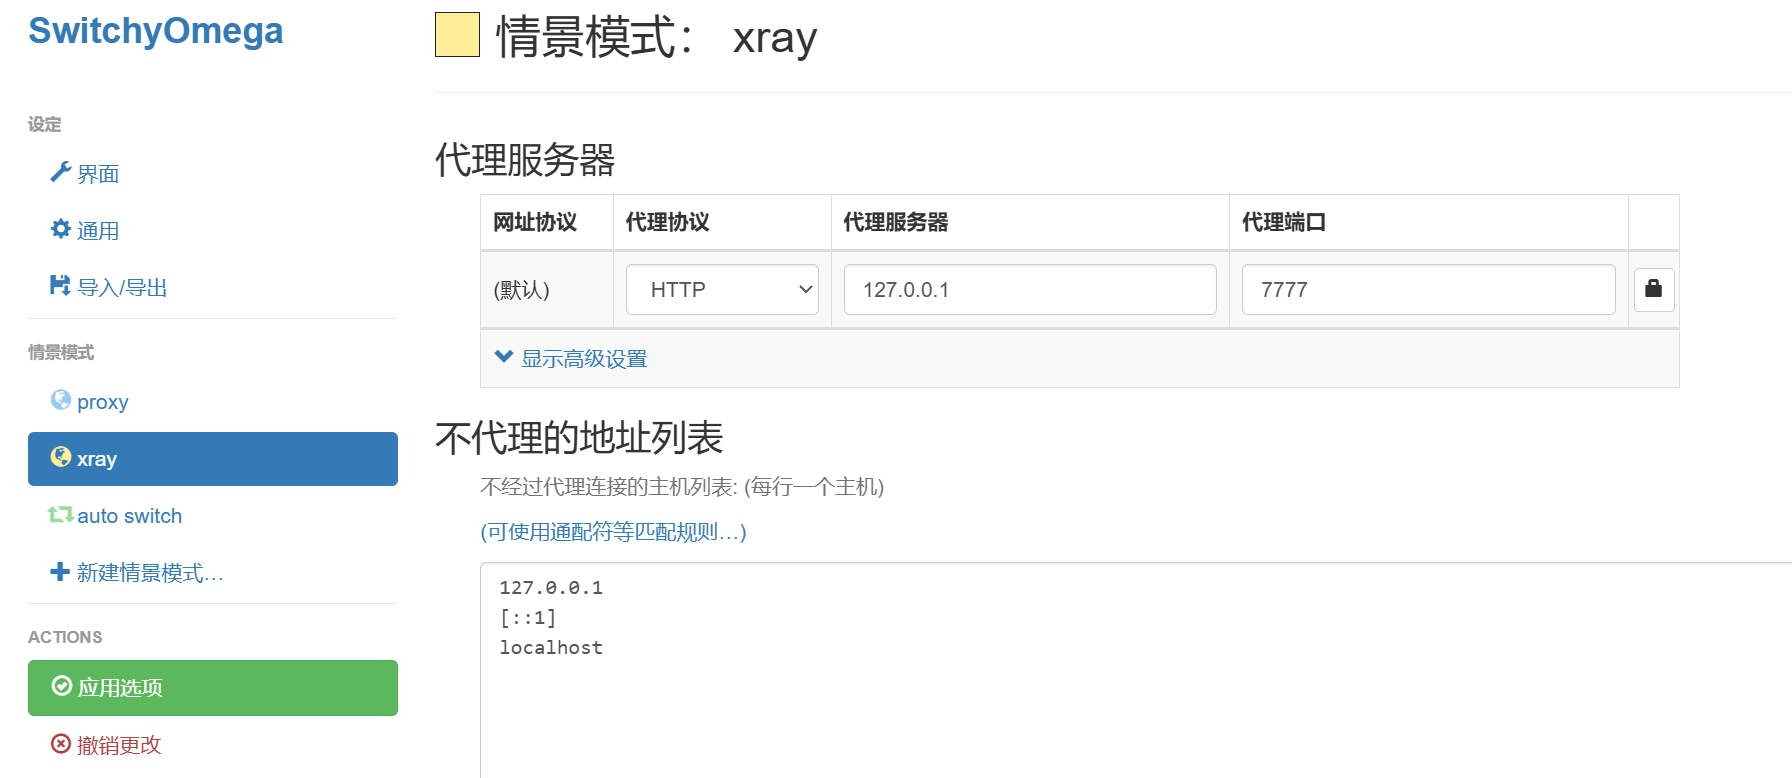 SwitchyOmega
设定
界面
通用
导入/导出
情景模式
proxy
xray
auto switch
新建情景模式…
ACTIONS
应用选项
撤销更改
情景模式： xray
代理服务器
网址协议 代理协议 代理服务器 代理端口
(默认) HTTP 127.0.0.1 7777
显示高级设置
不代理的地址列表
不经过代理连接的主机列表: (每行一个主机)
(可使用通配符等匹配规则…)
127.0.0.1
[::1]
localhost